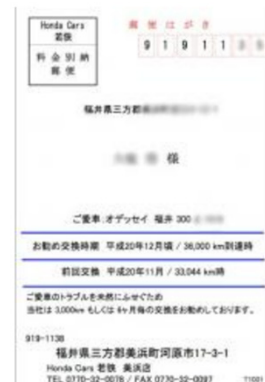 Honda Cars
若狭
料金別納
郵便
郵便はがき
91911
福井県三方郡
様
ご愛車 オデッセイ 福井 300
お勧め交換時期 平成20年12月頃 / 36,000 km到達時
前回交換 平成20年11月 / 33,044 km時
ご愛車のトラブルを未然にふせぐため
当社は 3,000km もしくは 6ヶ月毎の交換をお勧めしております。
919-1138
福井県三方郡美浜町河原市17-3-1
Honda Cars 若狭 美浜店
TEL 0770-32-0078 / FAX 0770-32-0097 T1001